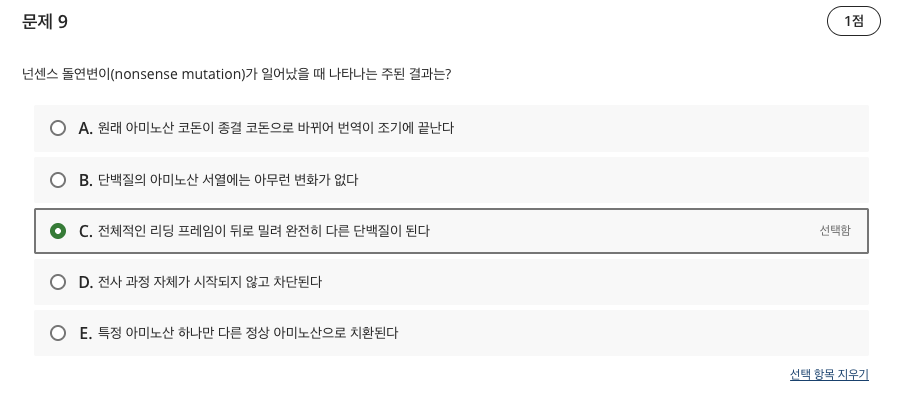 문제 9
1점
넌센스 돌연변이(nonsense mutation)가 일어났을 때 나타나는 주된 결과는?
A. 원래 아미노산 코돈이 종결 코돈으로 바뀌어 번역이 조기에 끝난다
B. 단백질의 아미노산 서열에는 아무런 변화가 없다
C. 전체적인 리딩 프레임이 뒤로 밀려 완전히 다른 단백질이 된다
선택함
D. 전사 과정 자체가 시작되지 않고 차단된다
E. 특정 아미노산 하나만 다른 정상 아미노산으로 치환된다
선택 항목 지우기